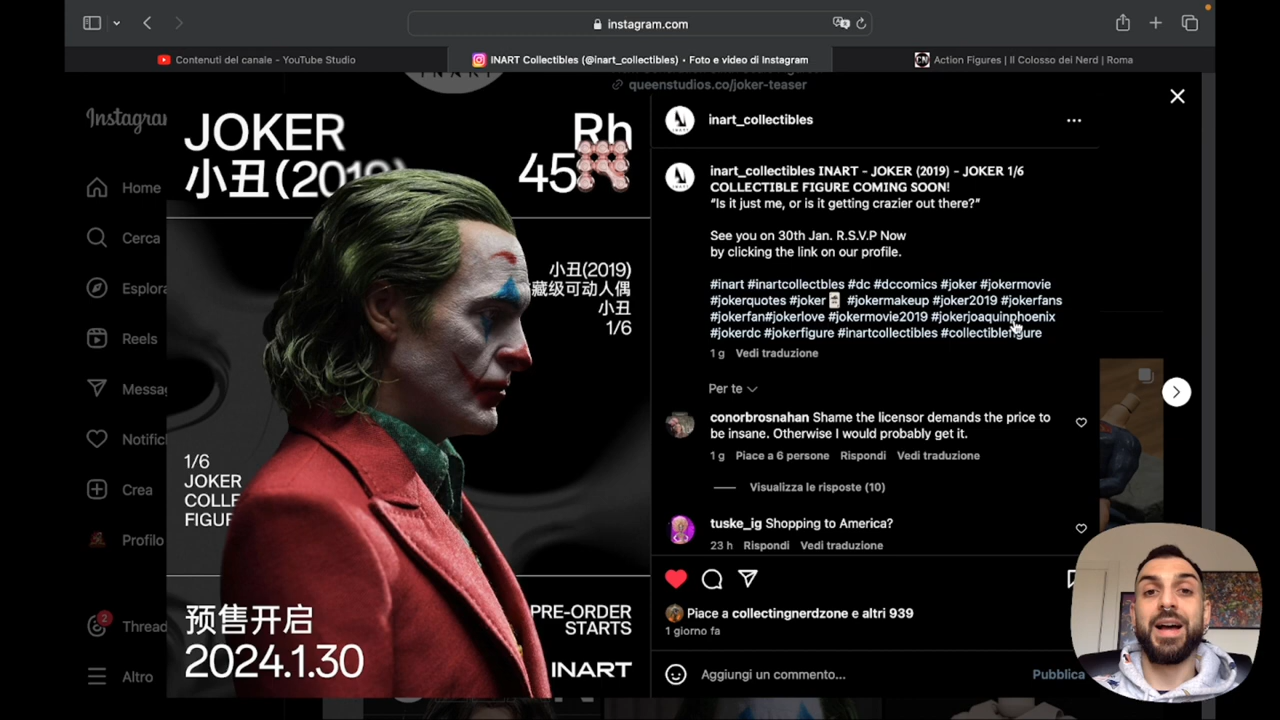 instagram.com
Contenuti del canale - YouTube Studio
INART Collectibles (@inart_collectibles) • Foto e video di Instagram
Action Figures | Il Colosso dei Nerd | Roma
queenstudios.co/joker-teaser
Instagram
Home
Cerca
Esplora
Reels
Crea
Profilo
Altro
2
JOKER
小丑(2019)
Rh
45
小丑(2019)
藏级可动人偶
小丑
1/6
1/6
JOKER
预售开启
2024.1.30
PRE-ORDER
STARTS
INART
inart_collectibles
inart_collectibles INART - JOKER (2019) - JOKER 1/6
COLLECTIBLE FIGURE COMING SOON!
“Is it just me, or is it getting crazier out there?”
See you on 30th Jan. R.S.V.P Now
by clicking the link on our profile.
#inart #inartcollectbles #dc #dccomics #joker #jokermovie
#jokerquotes #joker🃏 #jokermakeup #joker2019 #jokerfans
#jokerfan#jokerlove #jokermovie2019 #jokerjoaquinphoenix
#jokerdc #jokerfigure #inartcollectibles #collectiblefigure
1 g Vedi traduzione
Per te
conorbrosnahan Shame the licensor demands the price to
be insane. Otherwise I would probably get it.
1 g Piace a 6 persone Rispondi Vedi traduzione
Visualizza le risposte (10)
tuske_ig Shopping to America?
23 h Rispondi Vedi traduzione
Piace a collectingnerdzone e altri 939
1 giorno fa
Aggiungi un commento...
Pubblica